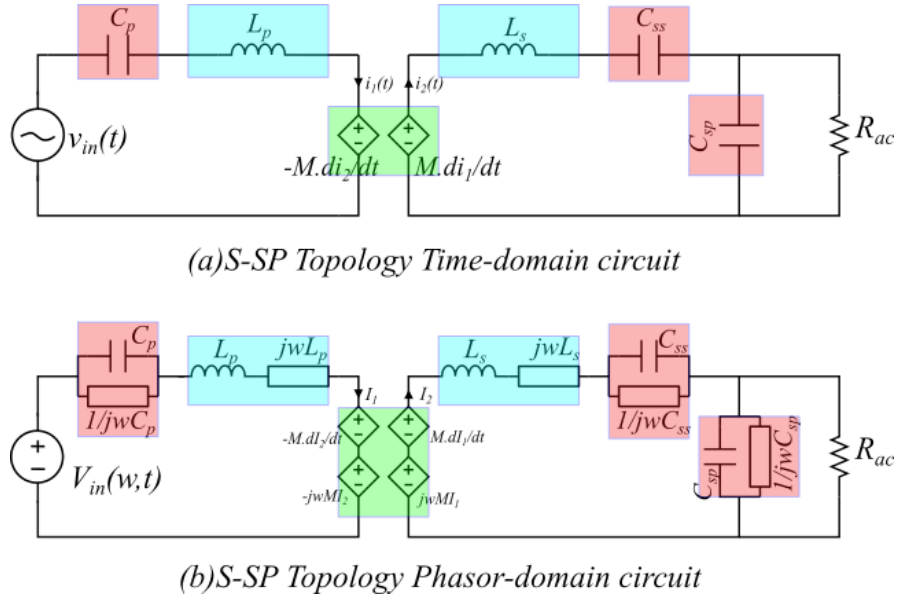 C_p
L_p
L_s
C_ss
i_1(t)
i_2(t)
v_in(t)
C_sp
R_ac
-M.di_2/dt
M.di_1/dt
(a)S-SP Topology Time-domain circuit
C_p
L_p
jwL_p
L_s
jwL_s
C_ss
1/jwC_p
I_1
I_2
1/jwC_ss
-M.dI_2/dt
M.dI_1/dt
V_in(w,t)
-jwMI_2
jwMI_1
C_sp
1/jwC_sp
R_ac
(b)S-SP Topology Phasor-domain circuit